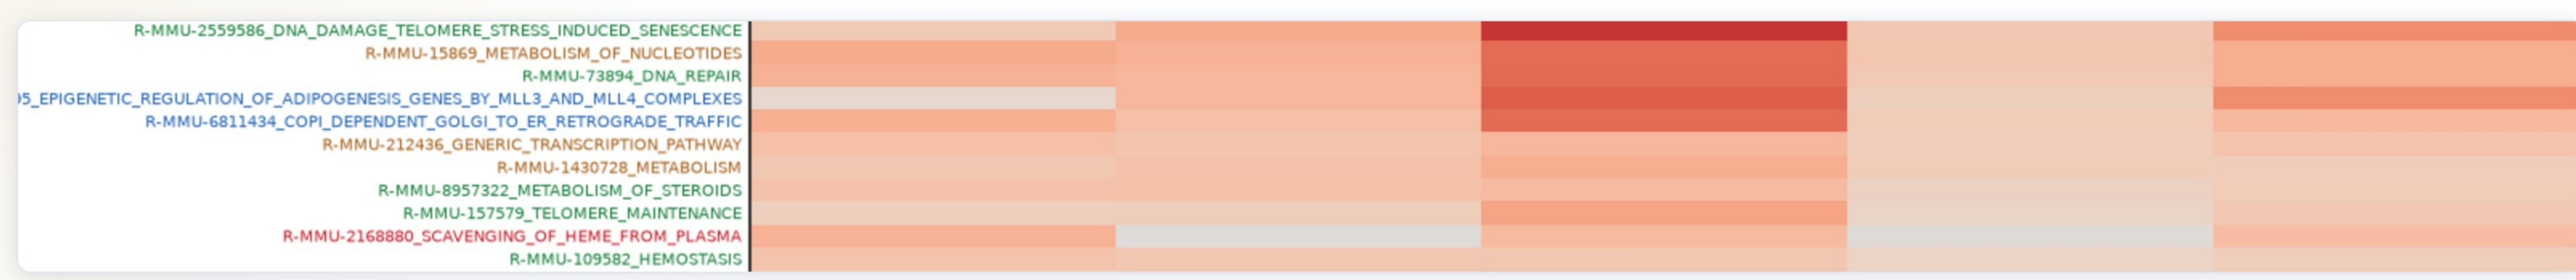 R-MMU-2559586_DNA_DAMAGE_TELOMERE_STRESS_INDUCED_SENESCENCE
R-MMU-15869_METABOLISM_OF_NUCLEOTIDES
R-MMU-73894_DNA_REPAIR
95_EPIGENETIC_REGULATION_OF_ADIPOGENESIS_GENES_BY_MLL3_AND_MLL4_COMPLEXES
R-MMU-6811434_COPI_DEPENDENT_GOLGI_TO_ER_RETROGRADE_TRAFFIC
R-MMU-212436_GENERIC_TRANSCRIPTION_PATHWAY
R-MMU-1430728_METABOLISM
R-MMU-8957322_METABOLISM_OF_STEROIDS
R-MMU-157579_TELOMERE_MAINTENANCE
R-MMU-2168880_SCAVENGING_OF_HEME_FROM_PLASMA
R-MMU-109582_HEMOSTASIS